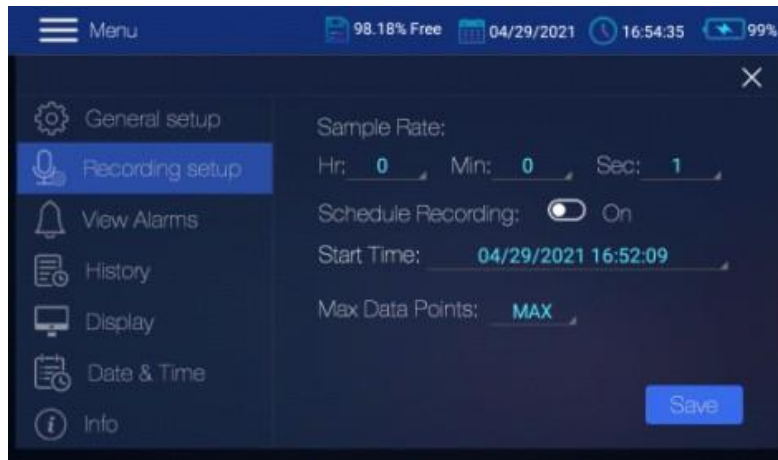 Menu 98.18% Free 04/29/2021 16:54:35 99%
General setup
Recording setup
View Alarms
History
Display
Date & Time
Info
Sample Rate:
Hr: 0 Min: 0 Sec: 1
Schedule Recording: On
Start Time: 04/29/2021 16:52:09
Max Data Points: MAX
Save